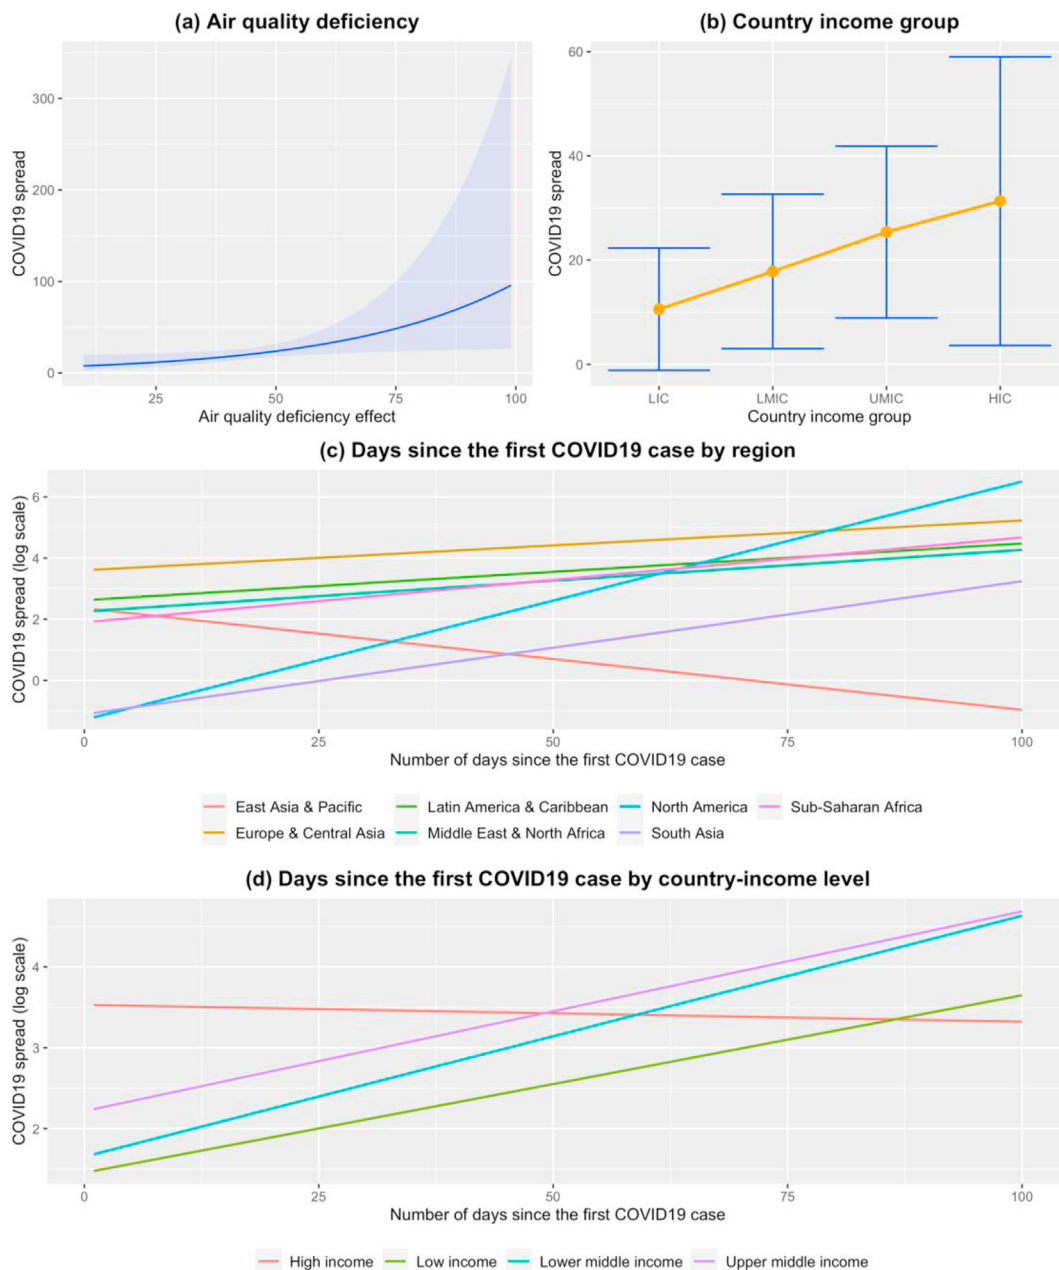 (a) Air quality deficiency
COVID19 spread
300
200
100
0
25 50 75 100
Air quality deficiency effect
(b) Country income group
COVID19 spread
60
40
20
0
LIC LMIC UMIC HIC
Country income group
(c) Days since the first COVID19 case by region
COVID19 spread (log scale)
6
4
2
0
0 25 50 75 100
Number of days since the first COVID19 case
East Asia & Pacific Latin America & Caribbean North America Sub-Saharan Africa
Europe & Central Asia Middle East & North Africa South Asia
(d) Days since the first COVID19 case by country-income level
COVID19 spread (log scale)
4
3
2
0 25 50 75 100
Number of days since the first COVID19 case
High income Low income Lower middle income Upper middle income